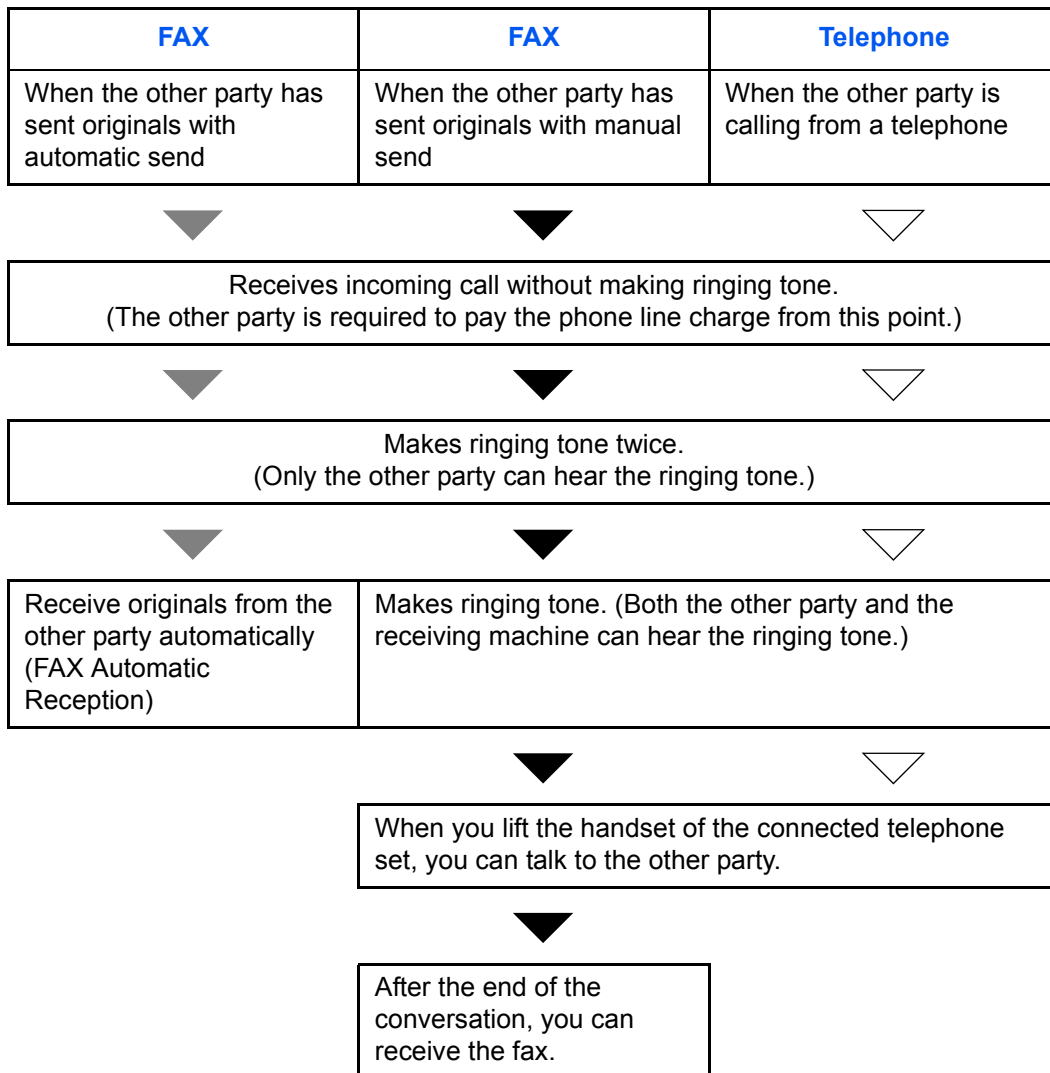 FAX
FAX
Telephone
When the other party has
sent originals with
automatic send
When the other party has
sent originals with manual
send
When the other party is
calling from a telephone
Receives incoming call without making ringing tone.
(The other party is required to pay the phone line charge from this point.)
Makes ringing tone twice.
(Only the other party can hear the ringing tone.)
Receive originals from the
other party automatically
(FAX Automatic
Reception)
Makes ringing tone. (Both the other party and the
receiving machine can hear the ringing tone.)
When you lift the handset of the connected telephone
set, you can talk to the other party.
After the end of the
conversation, you can
receive the fax.